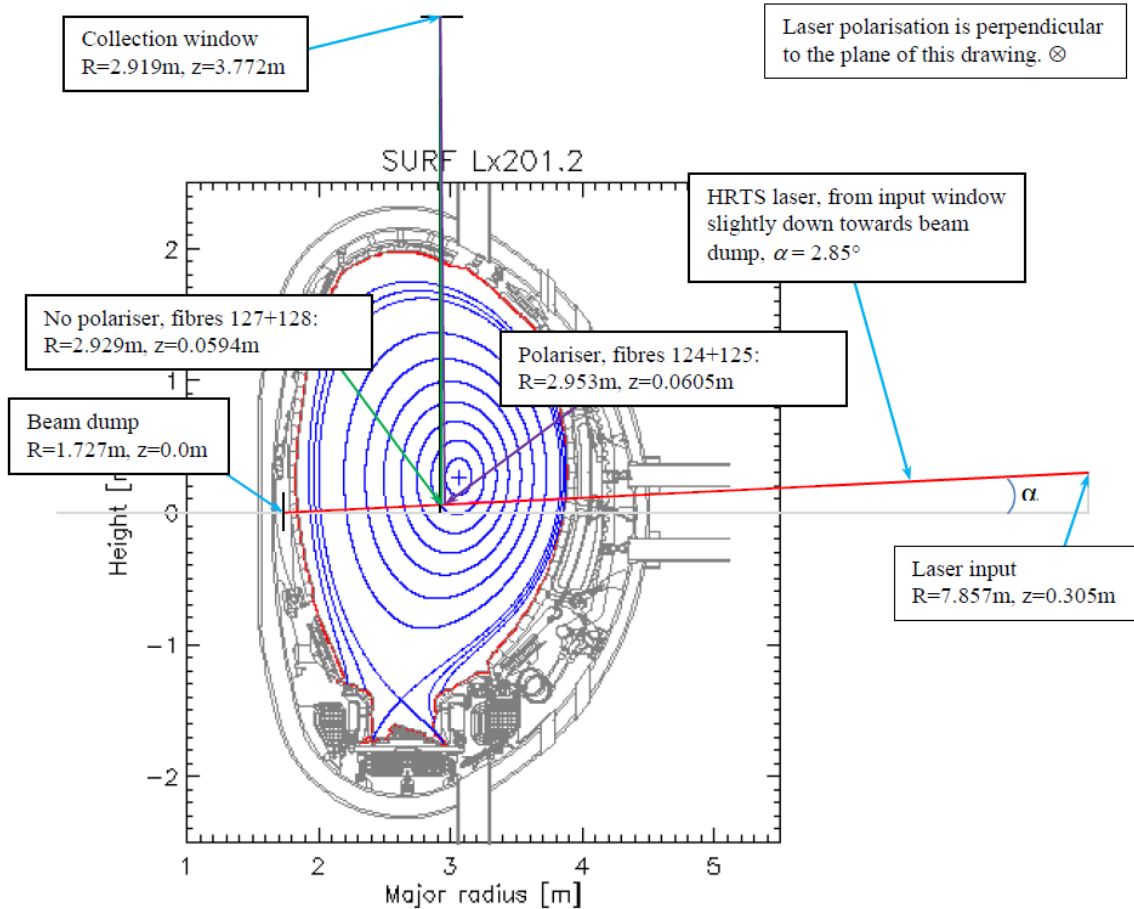 Collection window
R=2.919m, z=3.772m
Laser polarisation is perpendicular
to the plane of this drawing. ⊗
SURF Lx201.2
HRTS laser, from input window
slightly down towards beam
dump, α = 2.85°
No polariser, fibres 127+128:
R=2.929m, z=0.0594m
Polariser, fibres 124+125:
R=2.953m, z=0.0605m
Beam dump
R=1.727m, z=0.0m
α
Laser input
R=7.857m, z=0.305m
Height [
2
1
0
-1
-2
1 2 3 4 5
Major radius [m]